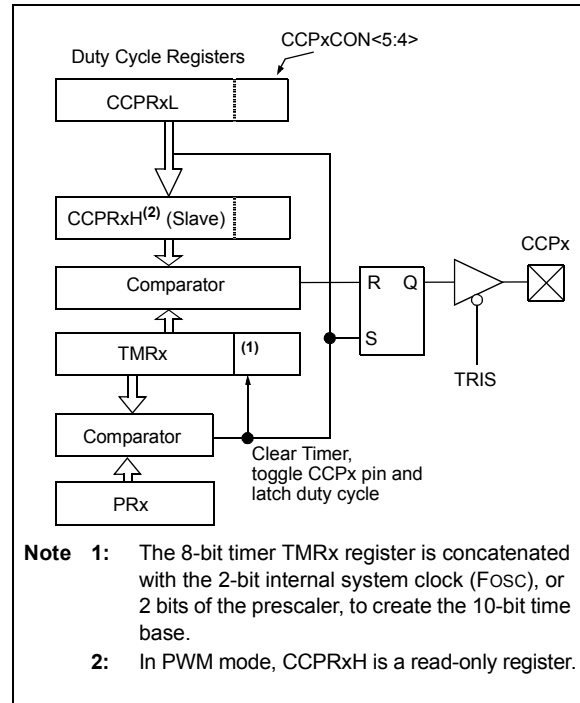 CCPxCON<5:4>
Duty Cycle Registers
CCPRxL
CCPRxH(2) (Slave)
CCPx
Comparator
R Q
TMRx (1)
S
TRIS
Comparator
Clear Timer,
toggle CCPx pin and
latch duty cycle
PRx
Note 1: The 8-bit timer TMRx register is concatenated
with the 2-bit internal system clock (FOSC), or
2 bits of the prescaler, to create the 10-bit time
base.
2: In PWM mode, CCPRxH is a read-only register.